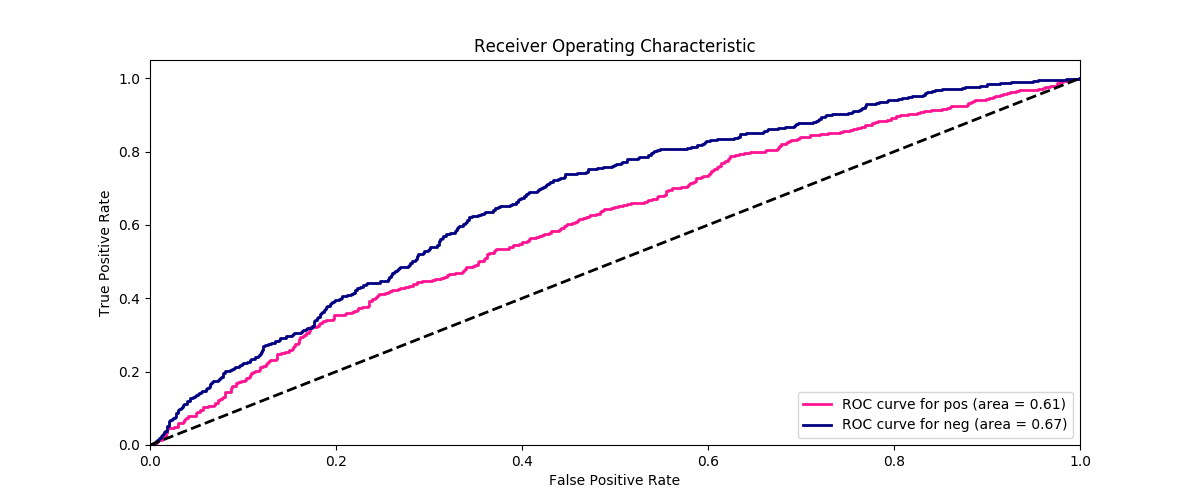 Receiver Operating Characteristic
True Positive Rate
1.0
0.8
0.6
0.4
0.2
0.0
ROC curve for pos (area = 0.61)
ROC curve for neg (area = 0.67)
0.0 0.2 0.4 0.6 0.8 1.0
False Positive Rate